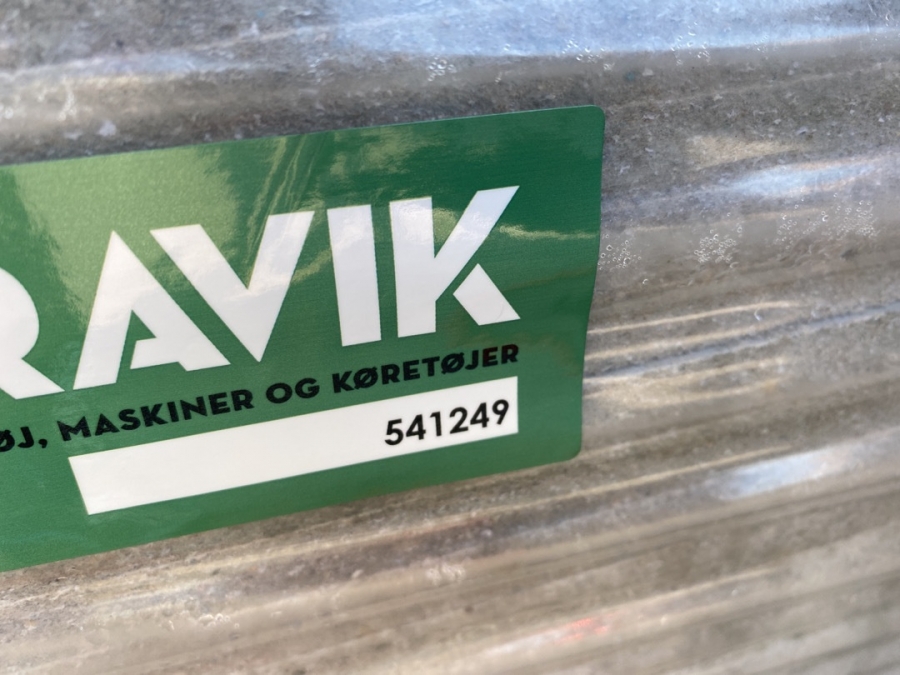 RAVIK
ØJ, MASKINER OG KØRETØJER
541249